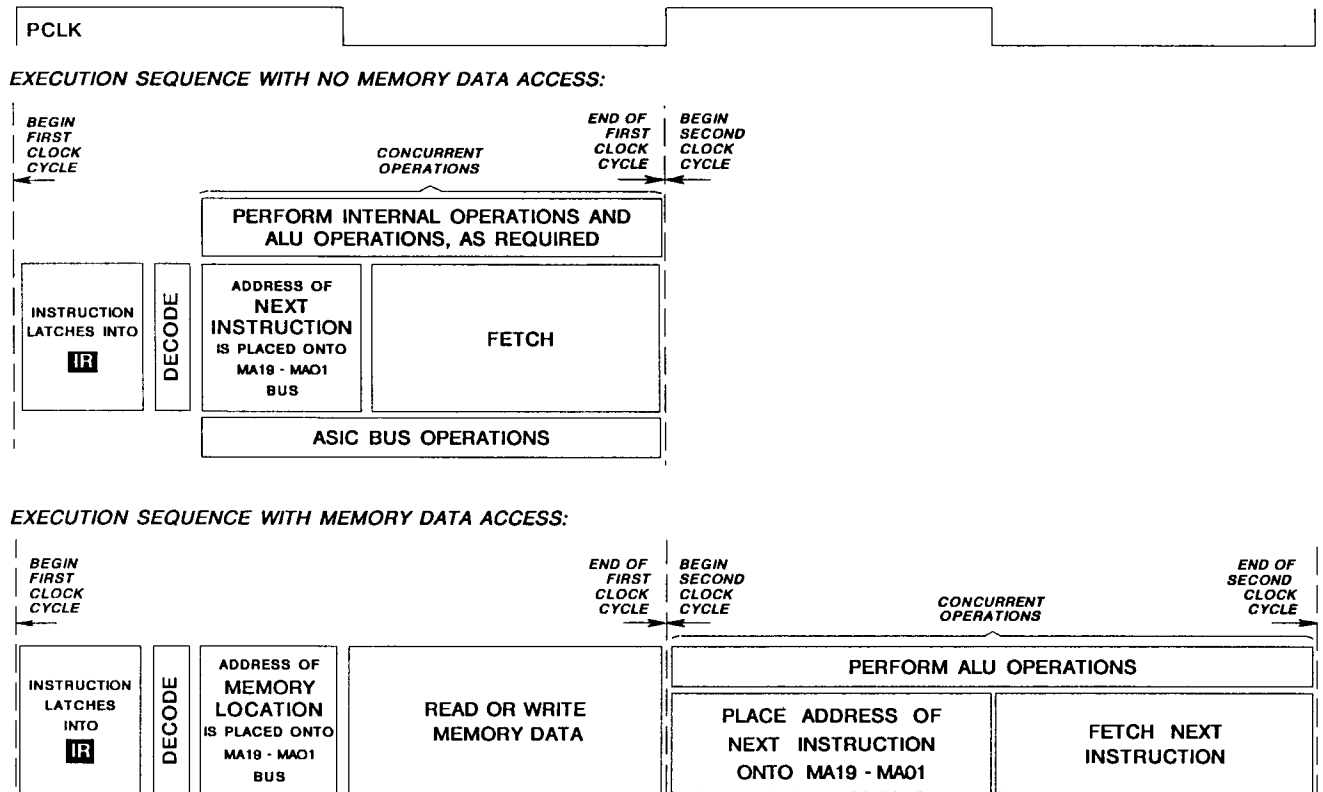 PCLK
EXECUTION SEQUENCE WITH NO MEMORY DATA ACCESS:
BEGIN
FIRST
CLOCK
CYCLE
CONCURRENT
OPERATIONS
END OF
FIRST
CLOCK
CYCLE
BEGIN
SECOND
CLOCK
CYCLE
PERFORM INTERNAL OPERATIONS AND
ALU OPERATIONS, AS REQUIRED
INSTRUCTION
LATCHES INTO
IR
DECODE
ADDRESS OF
NEXT
INSTRUCTION
IS PLACED ONTO
MA19 - MA01
BUS
FETCH
ASIC BUS OPERATIONS
EXECUTION SEQUENCE WITH MEMORY DATA ACCESS:
BEGIN
FIRST
CLOCK
CYCLE
END OF
FIRST
CLOCK
CYCLE
BEGIN
SECOND
CLOCK
CYCLE
CONCURRENT
OPERATIONS
END OF
SECOND
CLOCK
CYCLE
INSTRUCTION
LATCHES
INTO
IR
DECODE
ADDRESS OF
MEMORY
LOCATION
IS PLACED ONTO
MA19 - MA01
BUS
READ OR WRITE
MEMORY DATA
PERFORM ALU OPERATIONS
PLACE ADDRESS OF
NEXT INSTRUCTION
ONTO MA19 - MA01
FETCH NEXT
INSTRUCTION